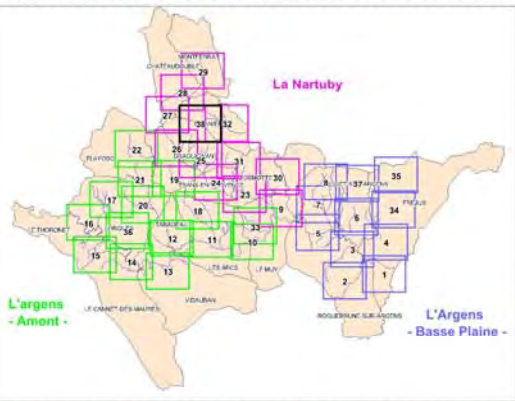 MONTFERRAT
CHATEAUDOUBLE
29
La Nartuby
28
27
38 32
22
26
DRAGUIGNAN
25
31
21
19
24
30
8
37
35
17
20
23
9
7
6
34
FREJUS
16
LE THORONET
36
18
33
5
4
12
TARADEAU
11
10
3
15
14
13
LES ARCS
LE MUY
2
1
L'argens
- Amont -
LE CANNET-DES-MAURES
VIDAUBAN
ROQUEBRUNE-SUR-ARGENS
L'Argens
- Basse Plaine -